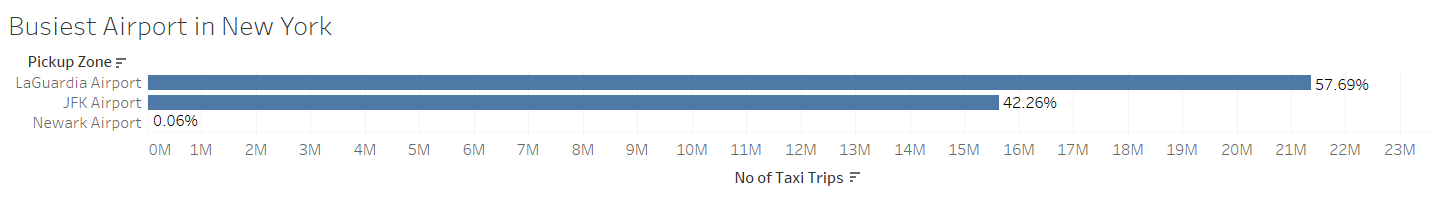 Busiest Airport in New York
Pickup Zone
LaGuardia Airport 57.69%
JFK Airport 42.26%
Newark Airport 0.06%
0M 1M 2M 3M 4M 5M 6M 7M 8M 9M 10M 11M 12M 13M 14M 15M 16M 17M 18M 19M 20M 21M 22M 23M
No of Taxi Trips